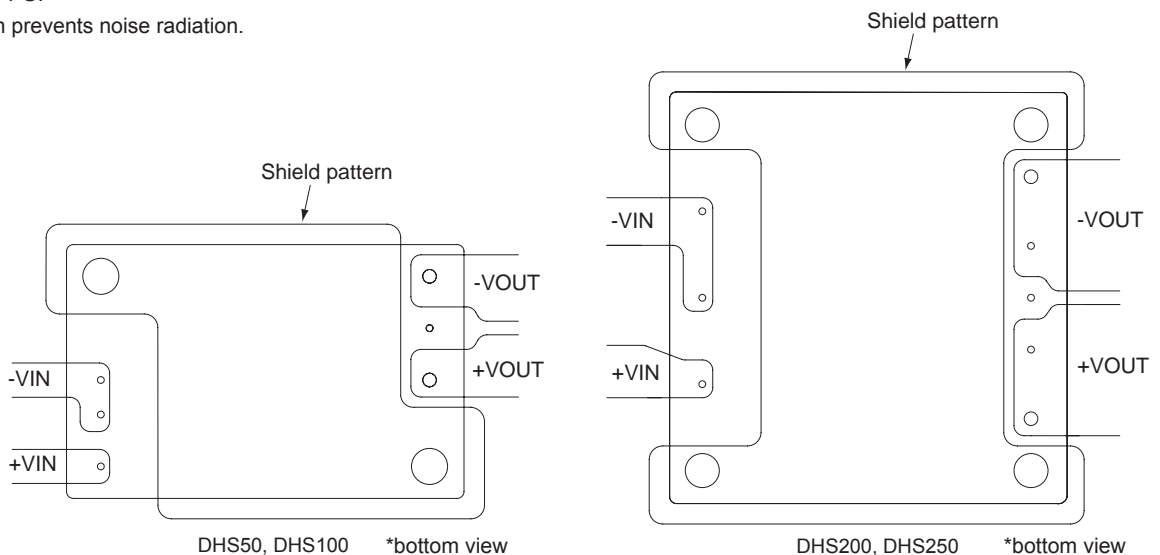 n prevents noise radiation.
Shield pattern
-VIN
+VIN
-VOUT
+VOUT
DHS50, DHS100 *bottom view
Shield pattern
-VIN
+VIN
-VOUT
+VOUT
DHS200, DHS250 *bottom view